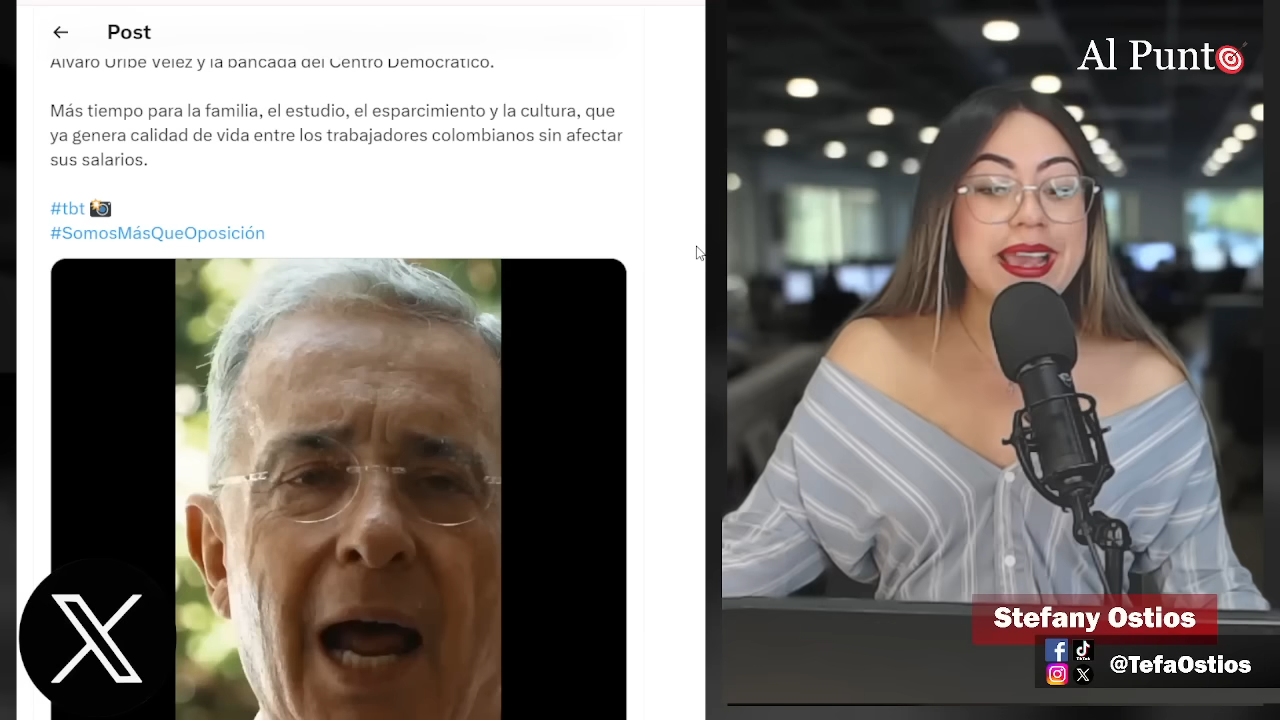 Post
Álvaro Uribe Vélez y la bancada del Centro Democrático.
Más tiempo para la familia, el estudio, el esparcimiento y la cultura, que
ya genera calidad de vida entre los trabajadores colombianos sin afectar
sus salarios.
#tbt
#SomosMásQueOposición
Al Punto
Stefany Ostios
@TefaOstios